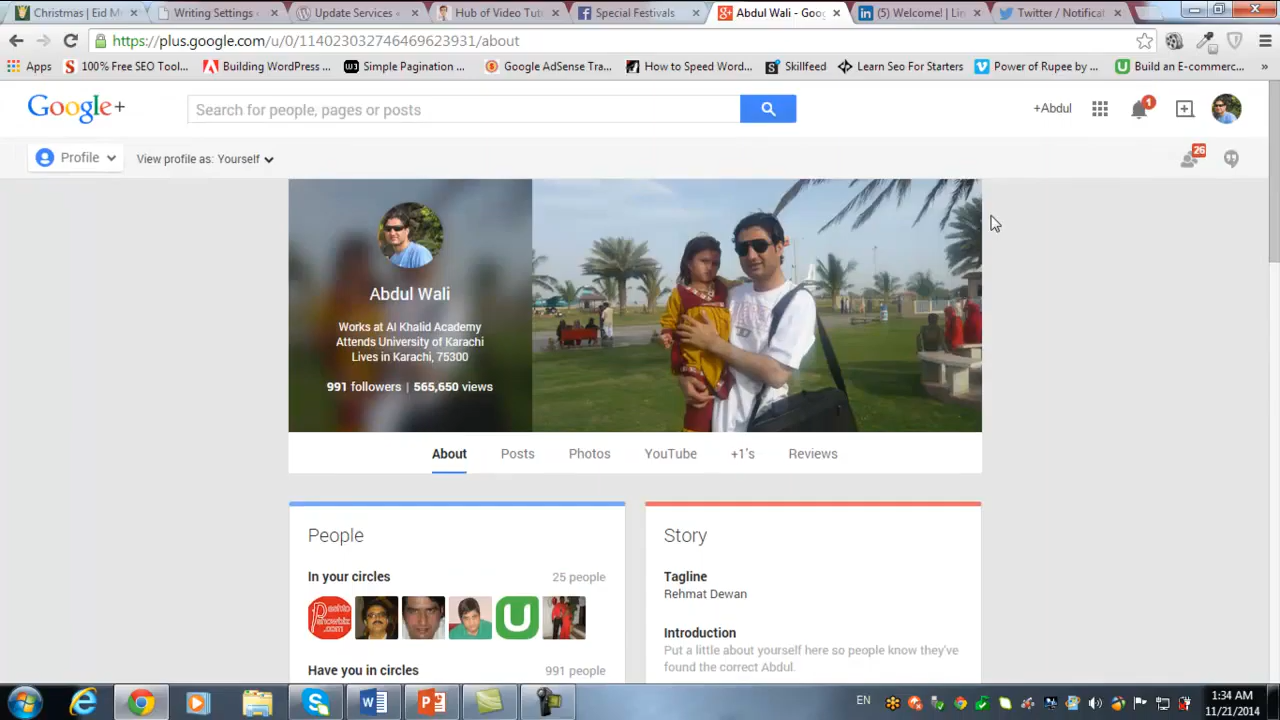 Christmas | Eid M
Writing Settings
Update Services
Hub of Video Tut
Special Festivals
Abdul Wali - Goog
(5) Welcome! | Lin
Twitter / Notificat
https://plus.google.com/u/0/114023032746469623931/about
Apps
100% Free SEO Tool...
Building WordPress ...
Simple Pagination ...
Google AdSense Tra...
How to Speed Word...
Skillfeed
Learn Seo For Starters
Power of Rupee by ...
Build an E-commerc...
Google+
Search for people, pages or posts
+Abdul
1
Profile
View profile as: Yourself
26
Abdul Wali
Works at Al Khalid Academy
Attends University of Karachi
Lives in Karachi, 75300
991 followers | 565,650 views
About
Posts
Photos
YouTube
+1's
Reviews
People
In your circles
25 people
Have you in circles
991 people
Story
Tagline
Rehmat Dewan
Introduction
Put a little about yourself here so people know they've
found the correct Abdul.
EN
1:34 AM
11/21/2014